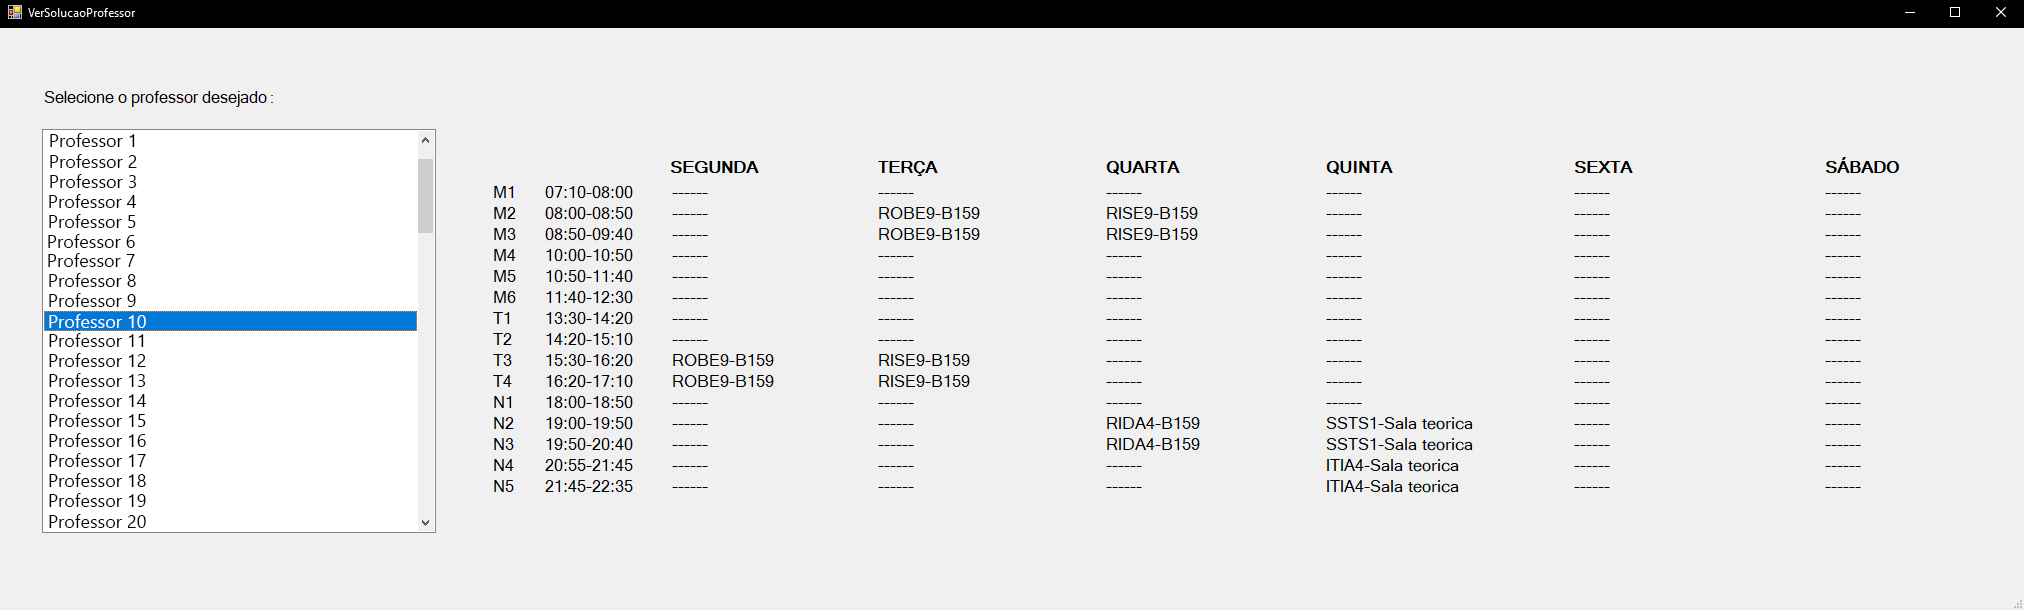 VerSolucaoProfessor
Selecione o professor desejado :
Professor 1
Professor 2
Professor 3
Professor 4
Professor 5
Professor 6
Professor 7
Professor 8
Professor 9
Professor 10
Professor 11
Professor 12
Professor 13
Professor 14
Professor 15
Professor 16
Professor 17
Professor 18
Professor 19
Professor 20
SEGUNDA TERÇA QUARTA QUINTA SEXTA SÁBADO
M1 07:10-08:00 ------ ------ ------ ------ ------ ------
M2 08:00-08:50 ------ ROBE9-B159 RISE9-B159 ------ ------ ------
M3 08:50-09:40 ------ ROBE9-B159 RISE9-B159 ------ ------ ------
M4 10:00-10:50 ------ ------ ------ ------ ------ ------
M5 10:50-11:40 ------ ------ ------ ------ ------ ------
M6 11:40-12:30 ------ ------ ------ ------ ------ ------
T1 13:30-14:20 ------ ------ ------ ------ ------ ------
T2 14:20-15:10 ------ ------ ------ ------ ------ ------
T3 15:30-16:20 ROBE9-B159 RISE9-B159 ------ ------ ------ ------
T4 16:20-17:10 ROBE9-B159 RISE9-B159 ------ ------ ------ ------
N1 18:00-18:50 ------ ------ ------ ------ ------ ------
N2 19:00-19:50 ------ ------ RIDA4-B159 SSTS1-Sala teorica ------ ------
N3 19:50-20:40 ------ ------ RIDA4-B159 SSTS1-Sala teorica ------ ------
N4 20:55-21:45 ------ ------ ------ ITIA4-Sala teorica ------ ------
N5 21:45-22:35 ------ ------ ------ ITIA4-Sala teorica ------ ------